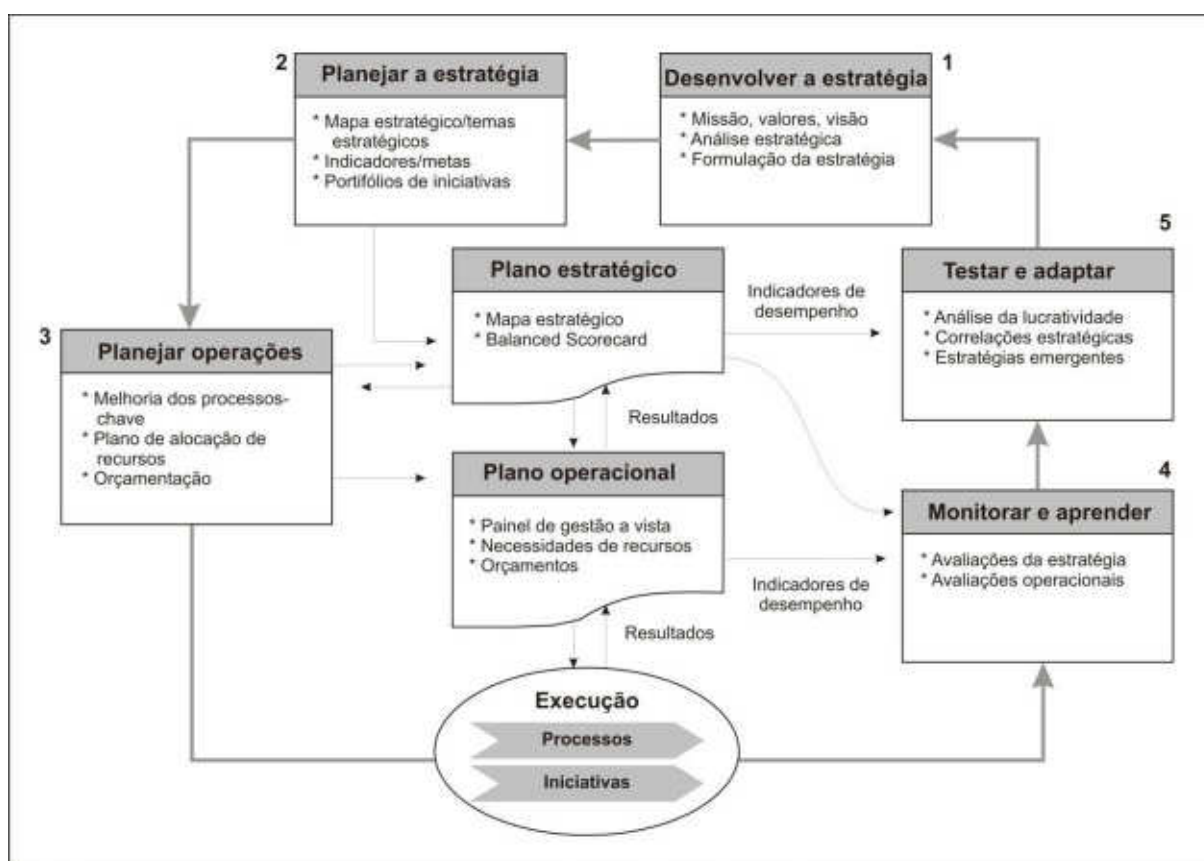 2
Planejar a estratégia
* Mapa estratégico/temas
estratégicos
* Indicadores/metas
* Portifólios de iniciativas
1
Desenvolver a estratégia
* Missão, valores, visão
* Análise estratégica
* Formulação da estratégia
5
Testar e adaptar
* Análise da lucratividade
* Correlações estratégicas
* Estratégias emergentes
Plano estratégico
* Mapa estratégico
* Balanced Scorecard
Indicadores de
desempenho
3
Planejar operações
* Melhoria dos processos-
chave
* Plano de alocação de
recursos
* Orçamentação
Resultados
Plano operacional
* Painel de gestão a vista
* Necessidades de recursos
* Orçamentos
4
Monitorar e aprender
* Avaliações da estratégia
* Avaliações operacionais
Indicadores de
desempenho
Resultados
Execução
Processos
Iniciativas